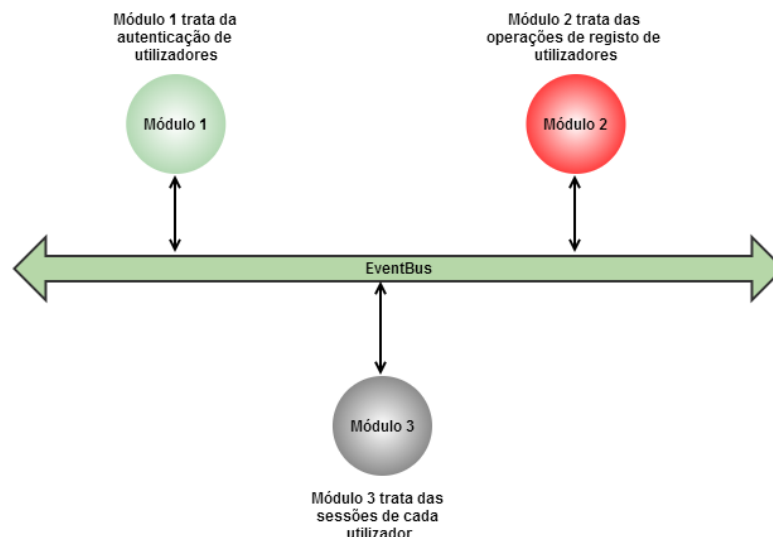 Módulo 1 trata da
autenticação de
utilizadores
Módulo 2 trata das
operações de registo de
utilizadores
Módulo 1
Módulo 2
EventBus
Módulo 3
Módulo 3 trata das
sessões de cada
utilizador